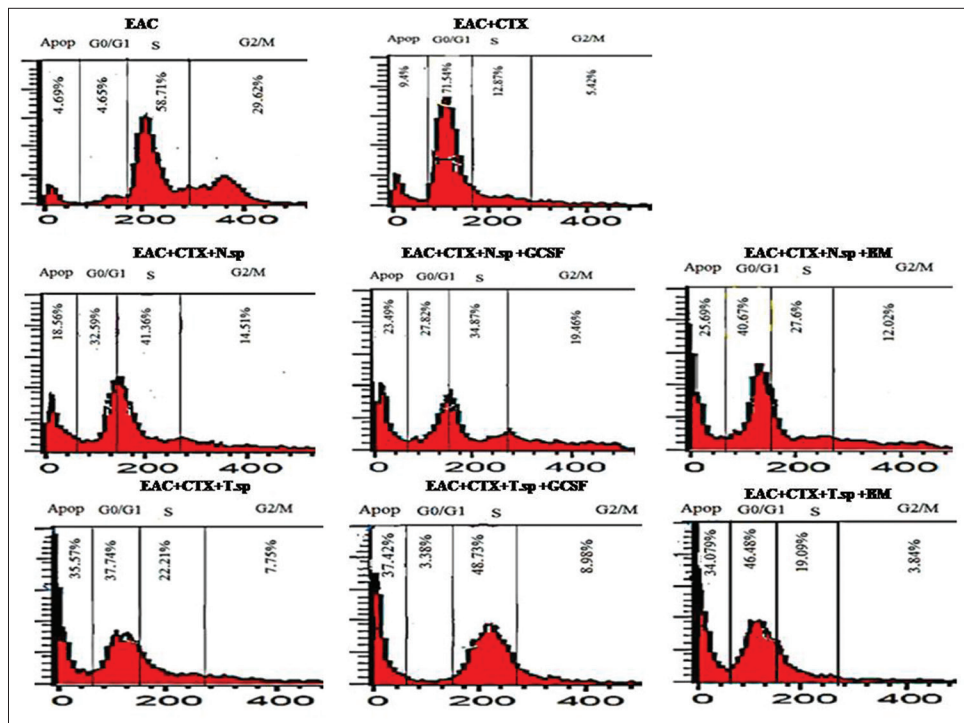 EAC
Apop G0/G1 S G2/M
4.69% 4.65% 58.71% 29.62%
0 200 400
EAC+CTX
Apop G0/G1 S G2/M
9.4% 71.54% 12.87% 5.42%
0 200 400
EAC+CTX+N.sp
Apop G0/G1 S G2/M
18.56% 32.59% 41.36% 14.51%
0 200 400
EAC+CTX+N.sp +GCSF
Apop G0/G1 S G2/M
23.49% 27.82% 34.87% 19.46%
0 200 400
EAC+CTX+N.sp +BM
Apop G0/G1 S G2/M
25.69% 40.67% 27.6% 12.02%
0 200 400
EAC+CTX+T.sp
Apop G0/G1 S G2/M
35.57% 37.74% 22.21% 7.75%
0 200 400
EAC+CTX+T.sp +GCSF
Apop G0/G1 S G2/M
37.42% 3.38% 48.73% 8.98%
0 200 400
EAC+CTX+T.sp +BM
Apop G0/G1 S G2/M
34.079% 46.48% 19.09% 3.84%
0 200 400